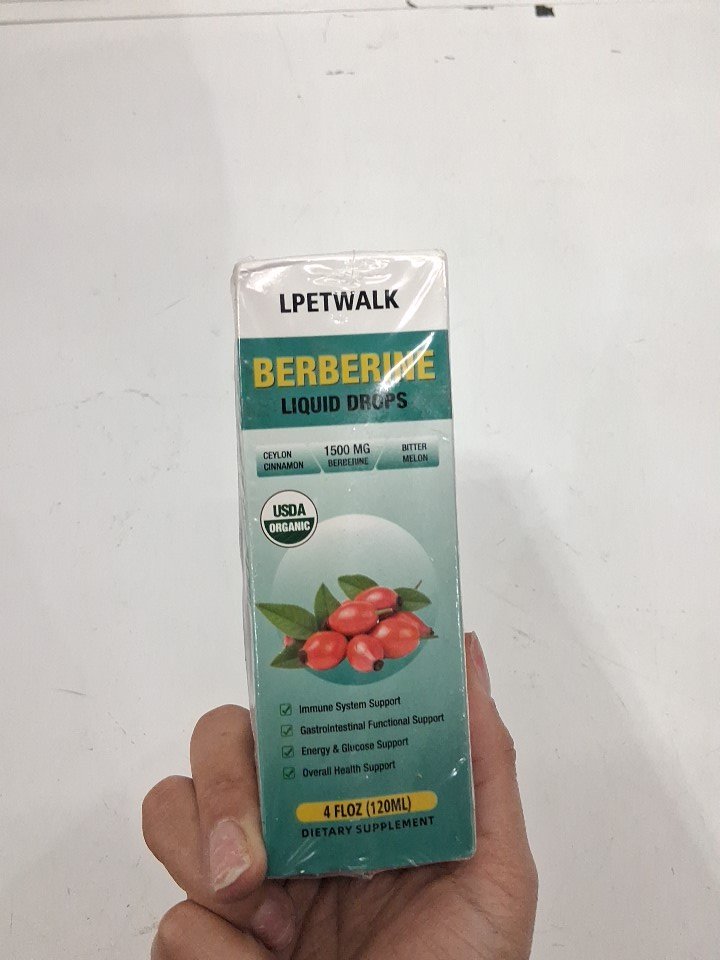 LPETWALK
BERBERINE
LIQUID DROPS
CEYLON
CINNAMON
1500 MG
BERBERINE
BITTER
MELON
USDA
ORGANIC
Immune System Support
Gastrointestinal Functional Support
Energy & Glucose Support
Overall Health Support
4 FLOZ (120ML)
DIETARY SUPPLEMENT